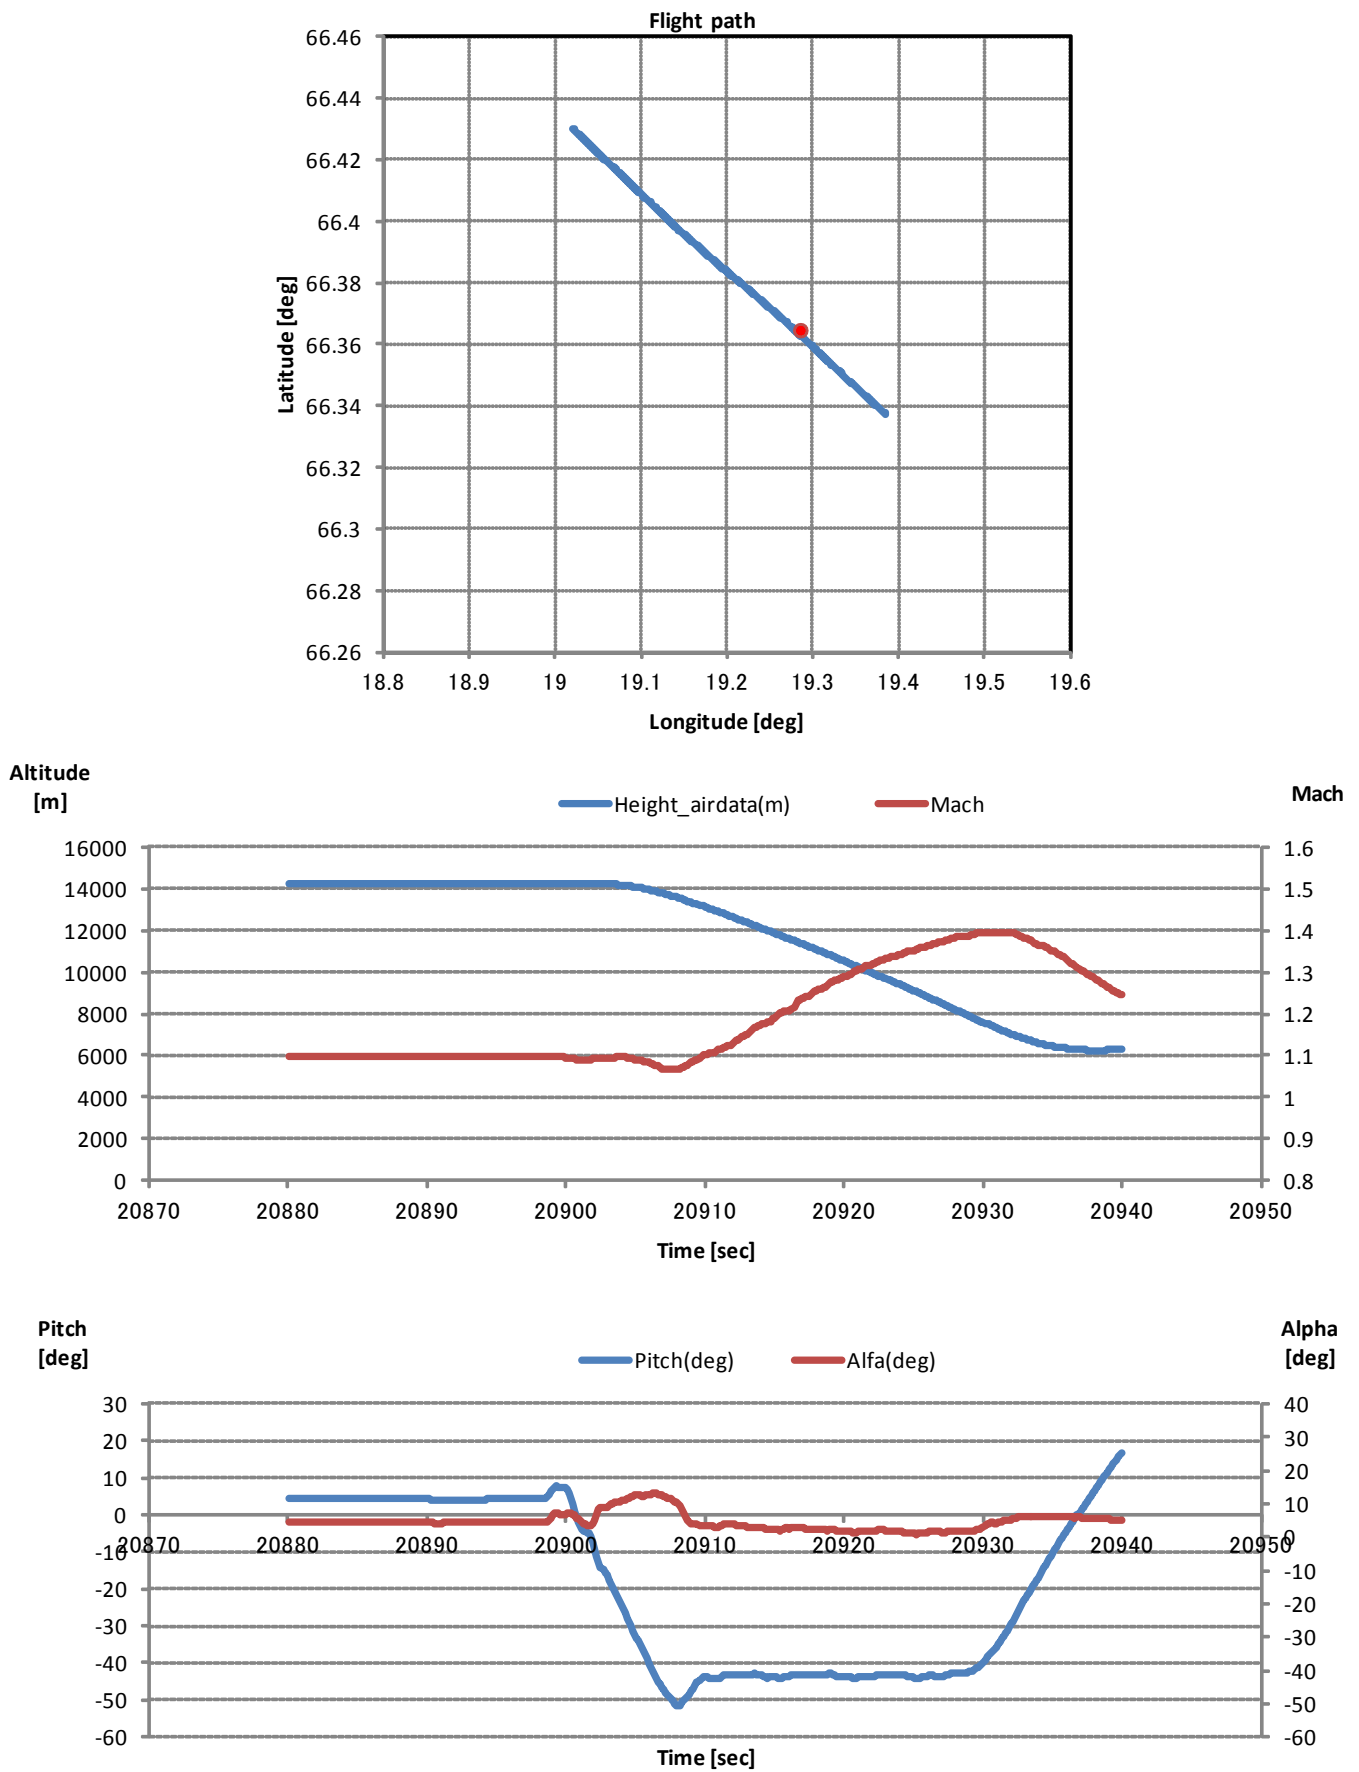 Flight path
66.46
66.44
66.42
66.4
66.38
66.36
66.34
66.32
66.3
66.28
66.26
Latitude [deg]
18.8 18.9 19 19.1 19.2 19.3 19.4 19.5 19.6
Longitude [deg]
Altitude
[m]
Height_airdata(m) Mach
Mach
16000 1.6
14000 1.5
12000 1.4
10000 1.3
8000 1.2
6000 1.1
4000 1
2000 0.9
0 0.8
20870 20880 20890 20900 20910 20920 20930 20940 20950
Time [sec]
Pitch
[deg]
Pitch(deg) Alfa(deg)
Alpha
[deg]
30 40
20 30
10 20
0 10
-10 0
-20 -10
-30 -20
-40 -30
-50 -40
-60 -50
-60
20870 20880 20890 20900 20910 20920 20930 20940 20950
Time [sec]